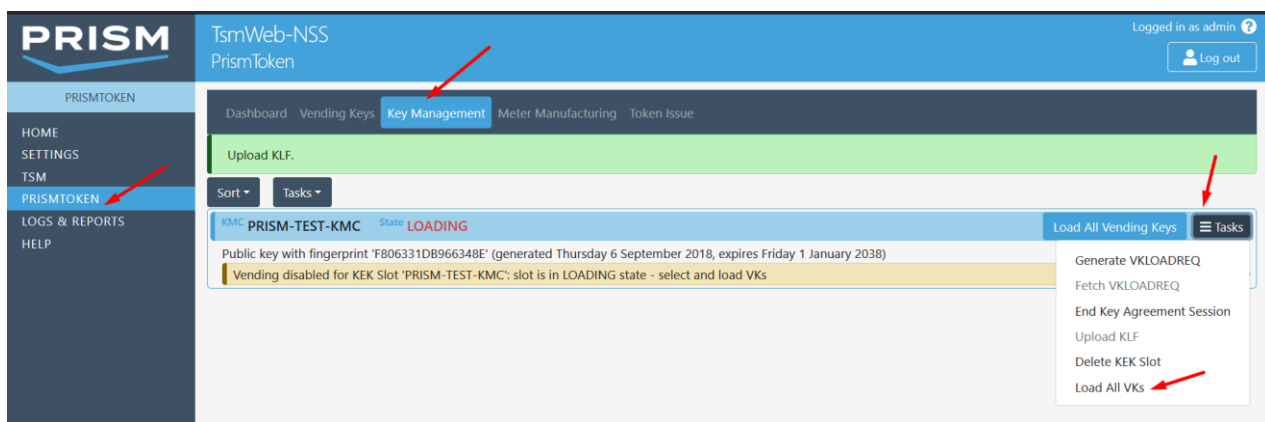 PRISM
TsmWeb-NSS
PrismToken
Logged in as admin ?
Log out
PRISMTOKEN
HOME
SETTINGS
TSM
PRISMTOKEN
LOGS & REPORTS
HELP
Dashboard Vending Keys Key Management Meter Manufacturing Token Issue
Upload KLF.
Sort Tasks
KMC PRISM-TEST-KMC State LOADING
Load All Vending Keys Tasks
Public key with fingerprint 'F806331DB966348E' (generated Thursday 6 September 2018, expires Friday 1 January 2038)
Vending disabled for KEK Slot 'PRISM-TEST-KMC': slot is in LOADING state - select and load VKs
Generate VKLOADREQ
Fetch VKLOADREQ
End Key Agreement Session
Upload KLF
Delete KEK Slot
Load All VKs